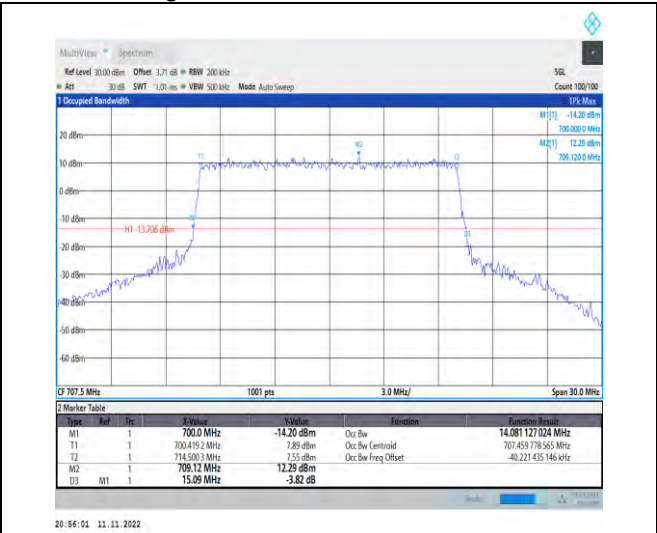 MultiView Spectrum
Ref Level 30.00 dBm Offset 3.71 dB RBW 200 kHz SGL
Att 30 dB SWT 1.01 ms VBW 500 kHz Mode Auto Sweep Count 100/100
1 Occupied Bandwidth 1Pk Max
M1[1] -14.20 dBm
700.000 0 MHz
M2[1] 12.29 dBm
709.120 0 MHz
20 dBm
M2
T1
10 dBm
0 dBm
-10 dBm
H1 -13.706 dBm
D3
-20 dBm
-30 dBm
-40 dBm
-50 dBm
-60 dBm
CF 707.5 MHz 1001 pts 3.0 MHz/ Span 30.0 MHz
2 Marker Table
Type Ref Trc X-Value Y-Value Function Function Result
M1 1 700.0 MHz -14.20 dBm Occ Bw 14.081 127 024 MHz
T1 1 700.419 2 MHz 7.89 dBm Occ Bw Centroid 707.459 778 565 MHz
T2 1 714.500 3 MHz 7.55 dBm Occ Bw Freq Offset -40.221 435 146 kHz
M2 1 709.12 MHz 12.29 dBm
D3 M1 1 15.09 MHz -3.82 dB
20:56:01 11.11.2022